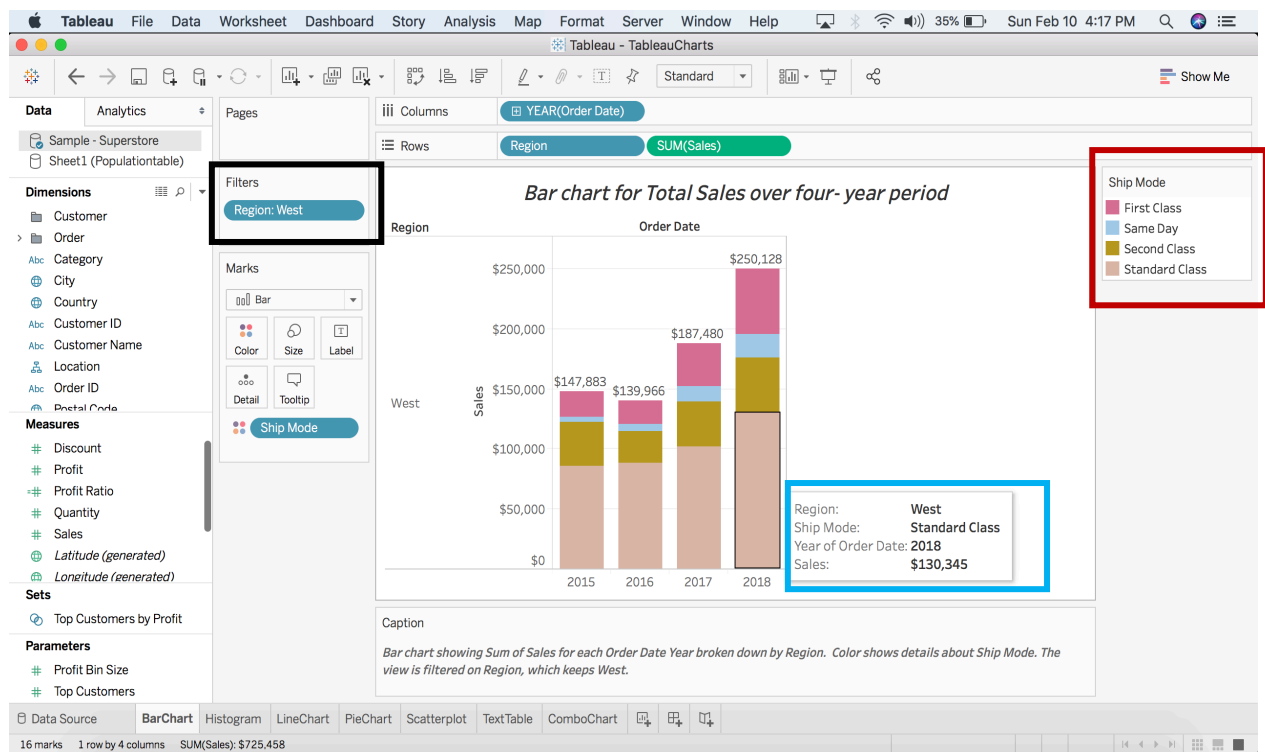 Tableau File Data Worksheet Dashboard Story Analysis Map Format Server Window Help 35% Sun Feb 10 4:17 PM
Tableau - TableauCharts
Standard Show Me
Data Analytics
Sample - Superstore
Sheet1 (Populationtable)
Dimensions
Customer
Order
Abc Category
City
Country
Abc Customer ID
Abc Customer Name
Location
Abc Order ID
Postal Code
Measures
# Discount
# Profit
=# Profit Ratio
# Quantity
# Sales
Latitude (generated)
Longitude (generated)
Sets
Top Customers by Profit
Parameters
# Profit Bin Size
# Top Customers
Pages
Filters
Region: West
Marks
Bar
Color Size Label
Detail Tooltip
Ship Mode
iii Columns YEAR(Order Date)
Rows Region SUM(Sales)
Bar chart for Total Sales over four- year period
Region Order Date
West
Sales
$250,000
$200,000
$150,000
$100,000
$50,000
$0
$147,883
$139,966
$187,480
$250,128
2015 2016 2017 2018
Region: West
Ship Mode: Standard Class
Year of Order Date: 2018
Sales: $130,345
Ship Mode
First Class
Same Day
Second Class
Standard Class
Caption
Bar chart showing Sum of Sales for each Order Date Year broken down by Region. Color shows details about Ship Mode. The
view is filtered on Region, which keeps West.
Data Source BarChart Histogram LineChart PieChart Scatterplot TextTable ComboChart
16 marks 1 row by 4 columns SUM(Sales): $725,458